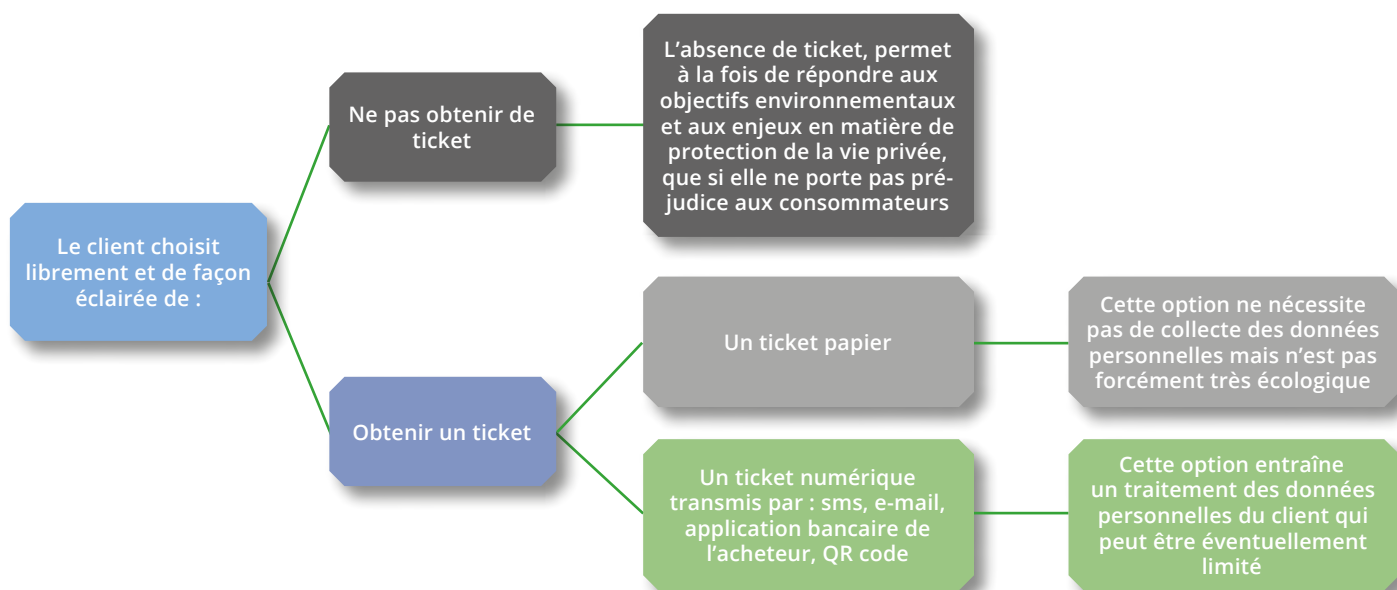 Le client choisit
librement et de façon
éclairée de :
Ne pas obtenir de
ticket
L’absence de ticket, permet
à la fois de répondre aux
objectifs environnementaux
et aux enjeux en matière de
protection de la vie privée,
que si elle ne porte pas pré-
judice aux consommateurs
Obtenir un ticket
Un ticket papier
Cette option ne nécessite
pas de collecte des données
personnelles mais n’est pas
forcément très écologique
Un ticket numérique
transmis par : sms, e-mail,
application bancaire de
l’acheteur, QR code
Cette option entraîne
un traitement des données
personnelles du client qui
peut être éventuellement
limité